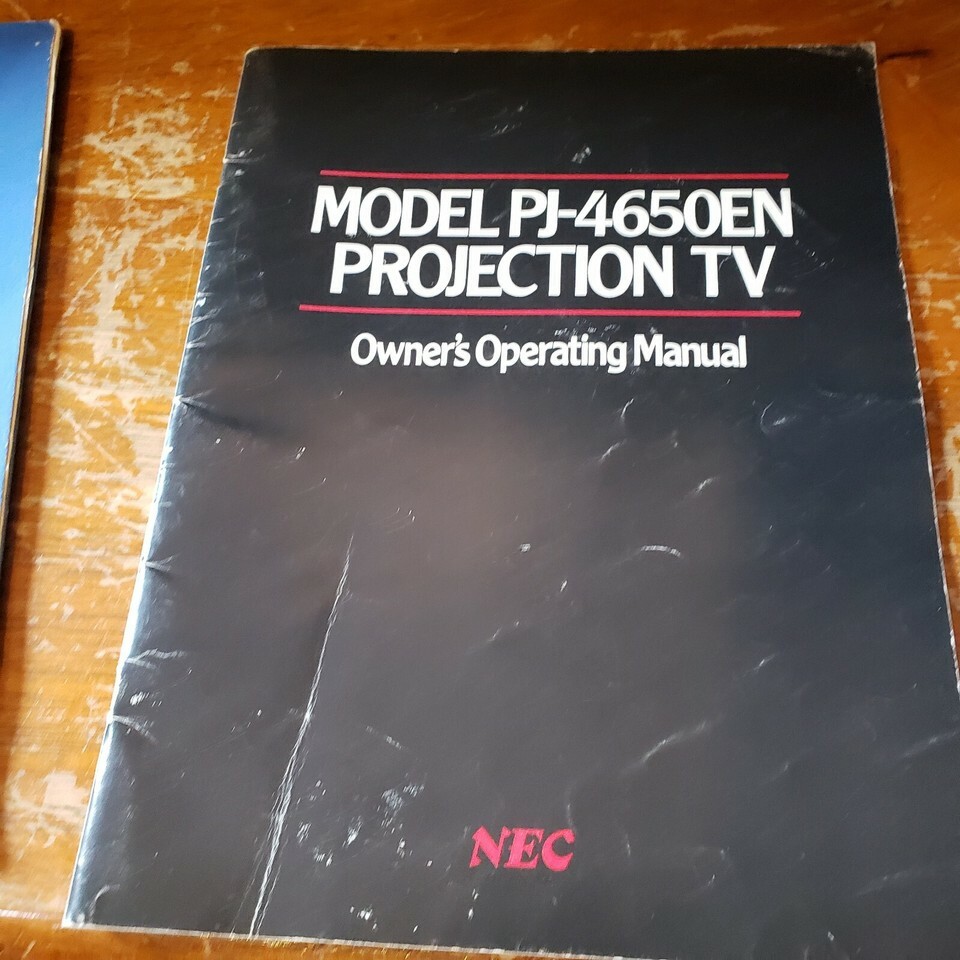 MODEL PJ-4650EN
PROJECTION TV
Owner's Operating Manual
NEC